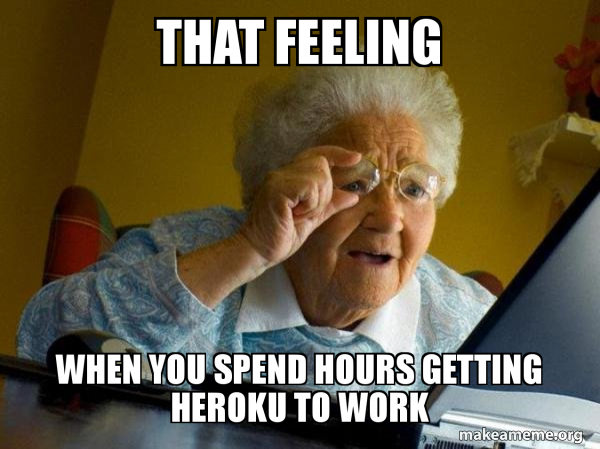 THAT FEELING
WHEN YOU SPEND HOURS GETTING
HEROKU TO WORK
makeameme.org